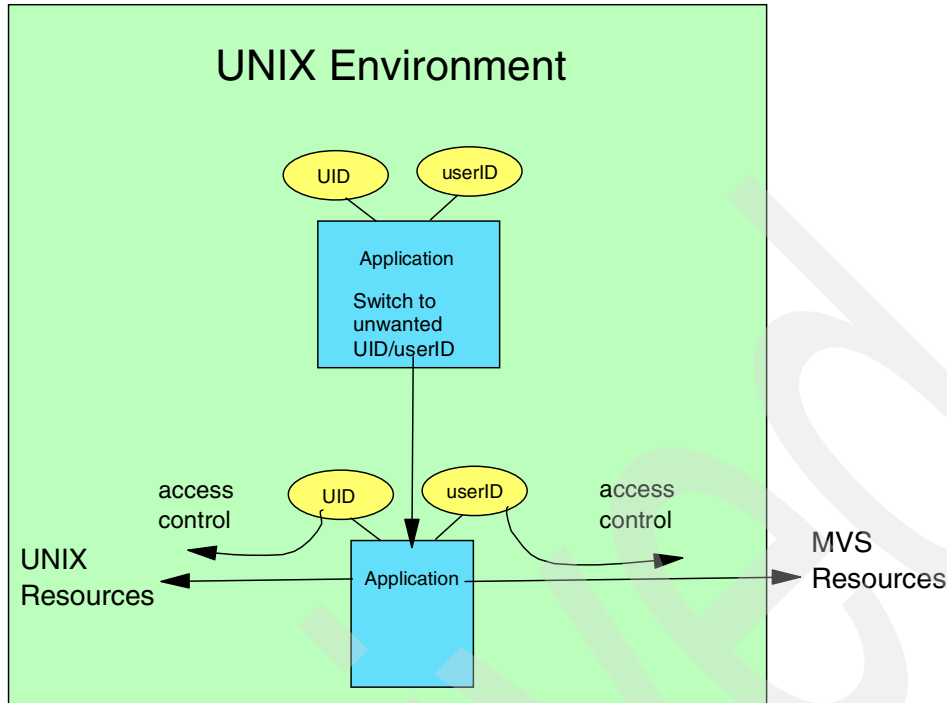 UNIX Environment
UID
userID
Application
Switch to
unwanted
UID/userID
access
control
UID
userID
access
control
UNIX
Resources
Application
MVS
Resources